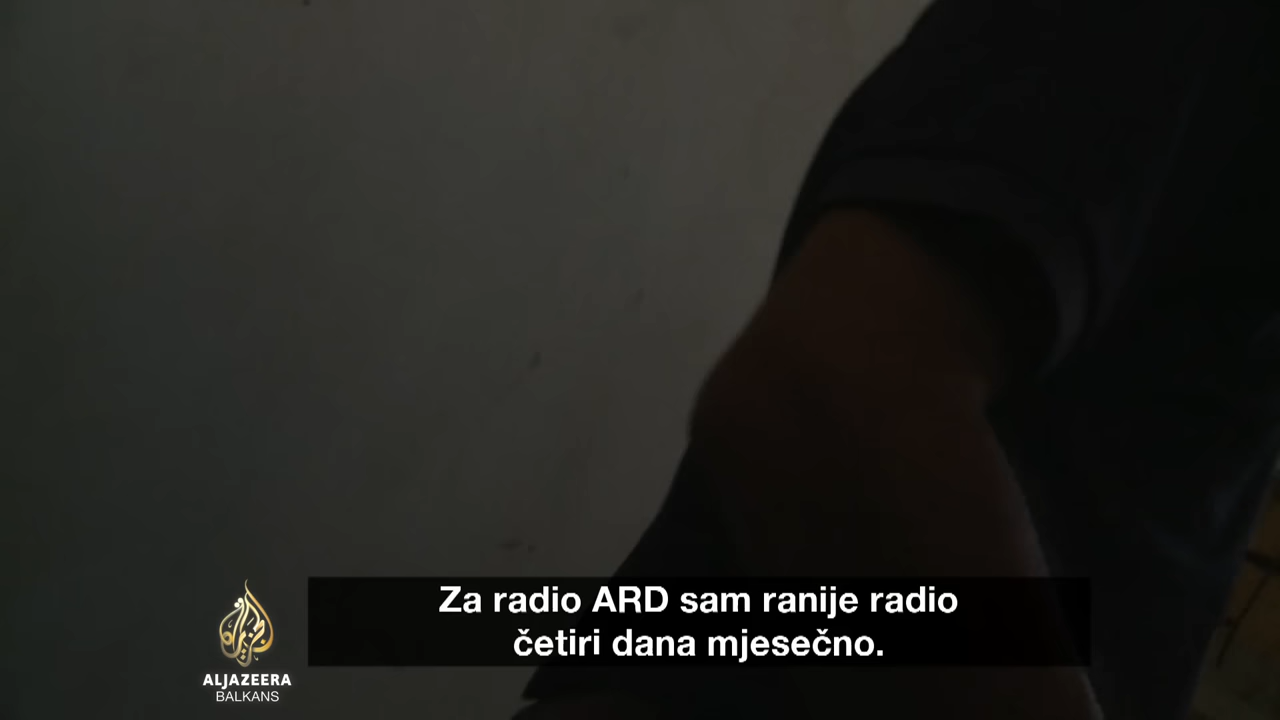 Za radio ARD sam ranije radio
četiri dana mjesečno.
ALJAZEERA
BALKANS